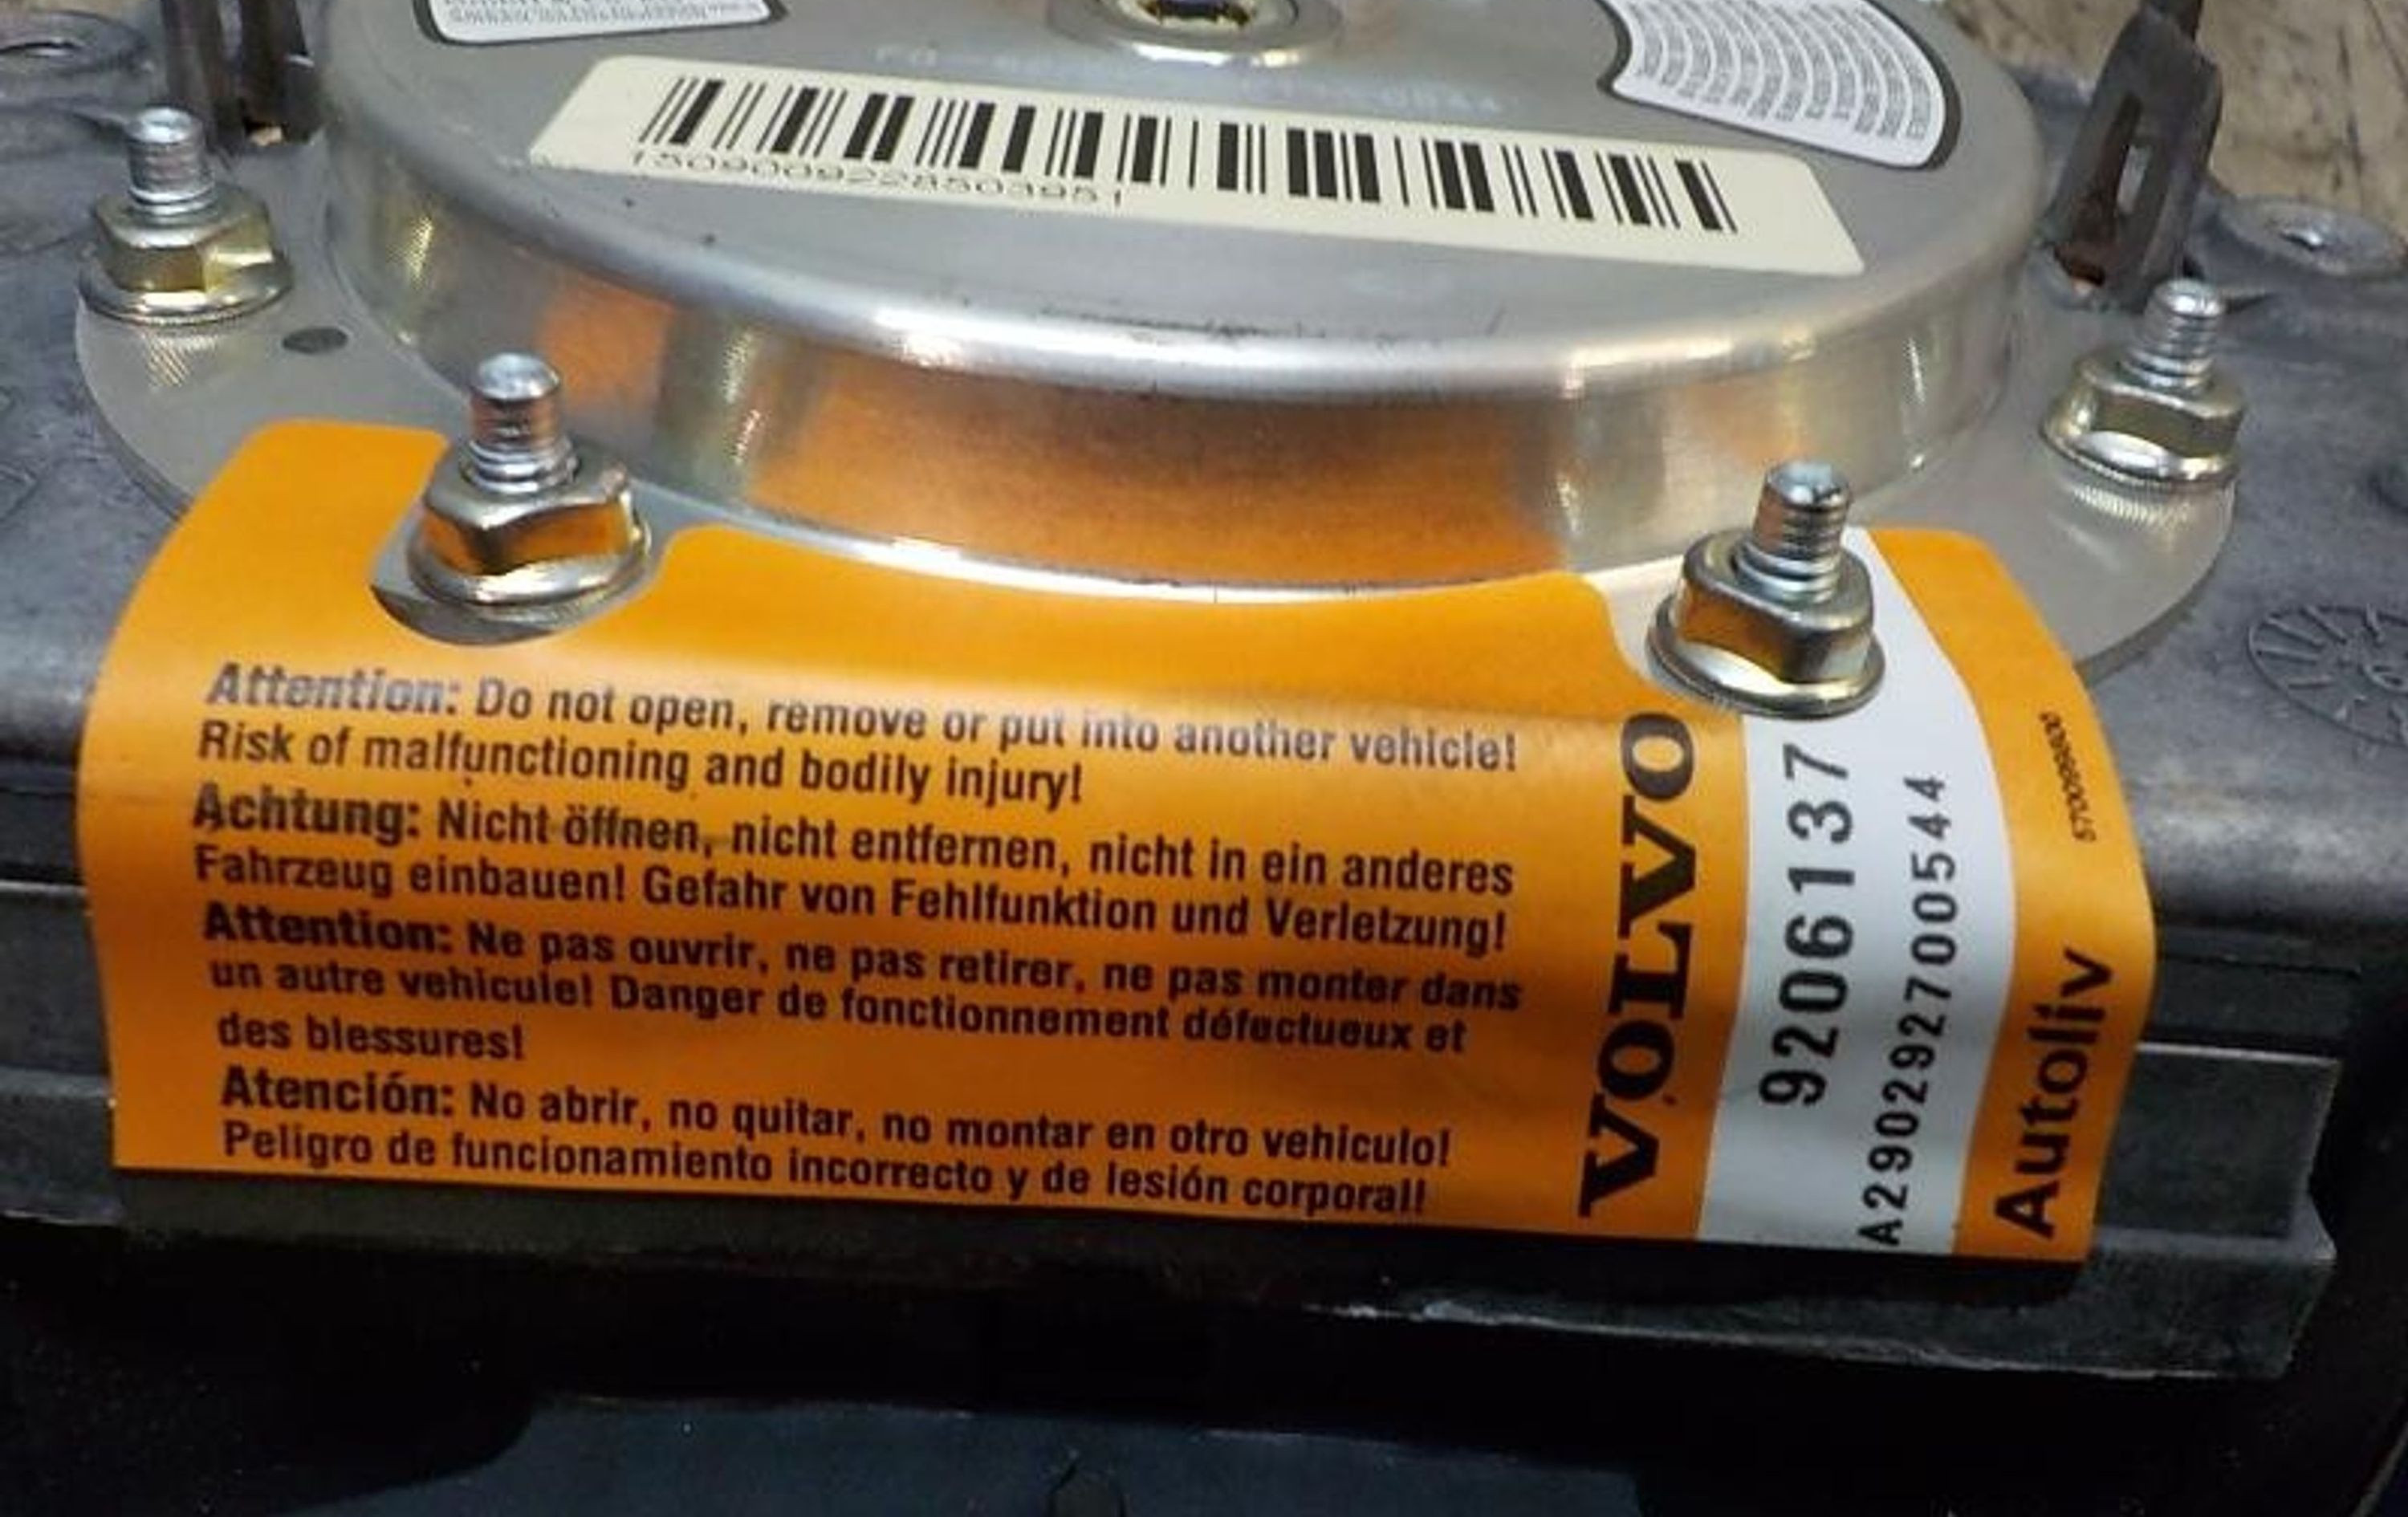 Attention: Do not open, remove or put into another vehicle!
Risk of malfunctioning and bodily injury!
Achtung: Nicht öffnen, nicht entfernen, nicht in ein anderes
Fahrzeug einbauen! Gefahr von Fehlfunktion und Verletzung!
Attention: Ne pas ouvrir, ne pas retirer, ne pas monter dans
un autre vehicule! Danger de fonctionnement défectueux et
des blessures!
Atención: No abrir, no quitar, no montar en otro vehiculo!
Peligro de funcionamiento incorrecto y de lesión corporal!
VOLVO
9206137
A290292700544
Autoliv